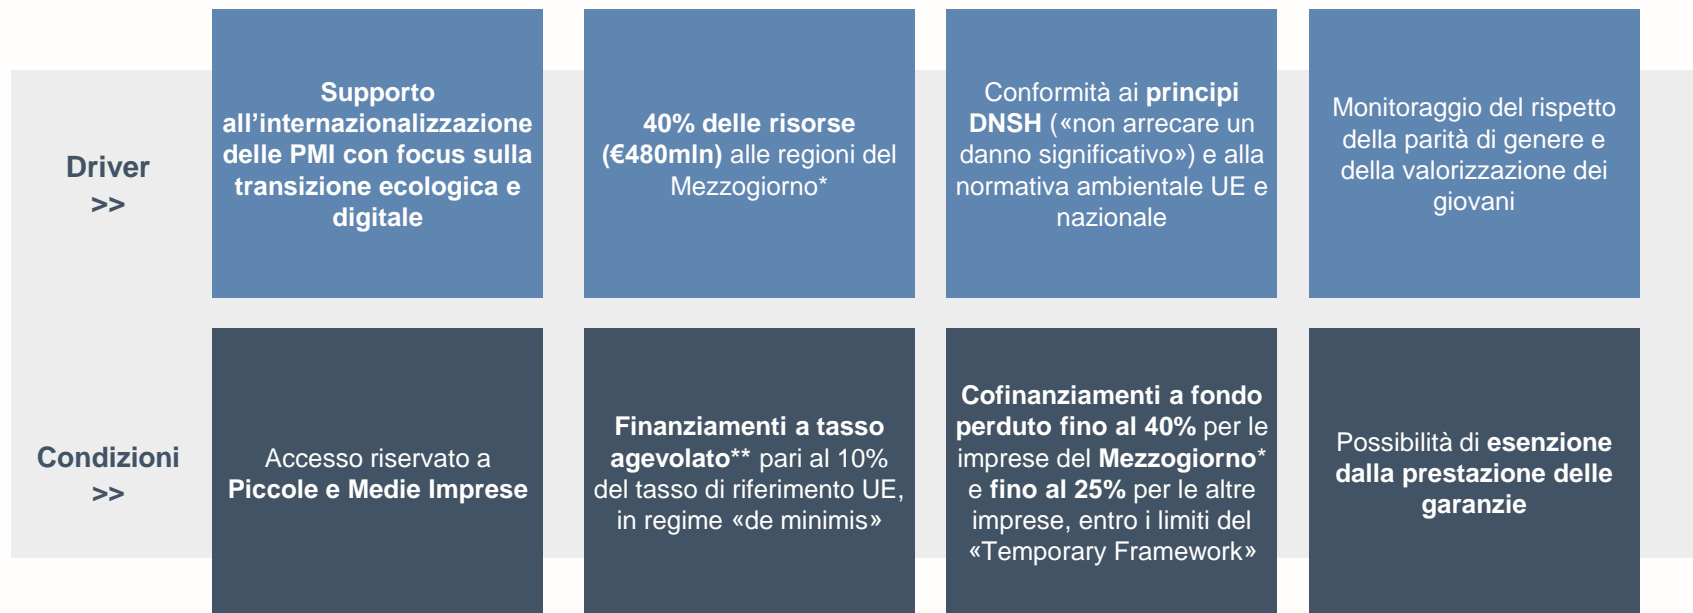 Driver
>>
Supporto
all’internazionalizzazione
delle PMI con focus sulla
transizione ecologica e
digitale
40% delle risorse
(€480mln) alle regioni del
Mezzogiorno*
Conformità ai principi
DNSH («non arrecare un
danno significativo») e alla
normativa ambientale UE e
nazionale
Monitoraggio del rispetto
della parità di genere e
della valorizzazione dei
giovani
Condizioni
>>
Accesso riservato a
Piccole e Medie Imprese
Finanziamenti a tasso
agevolato** pari al 10%
del tasso di riferimento UE,
in regime «de minimis»
Cofinanziamenti a fondo
perduto fino al 40% per le
imprese del Mezzogiorno*
e fino al 25% per le altre
imprese, entro i limiti del
«Temporary Framework»
Possibilità di esenzione
dalla prestazione delle
garanzie